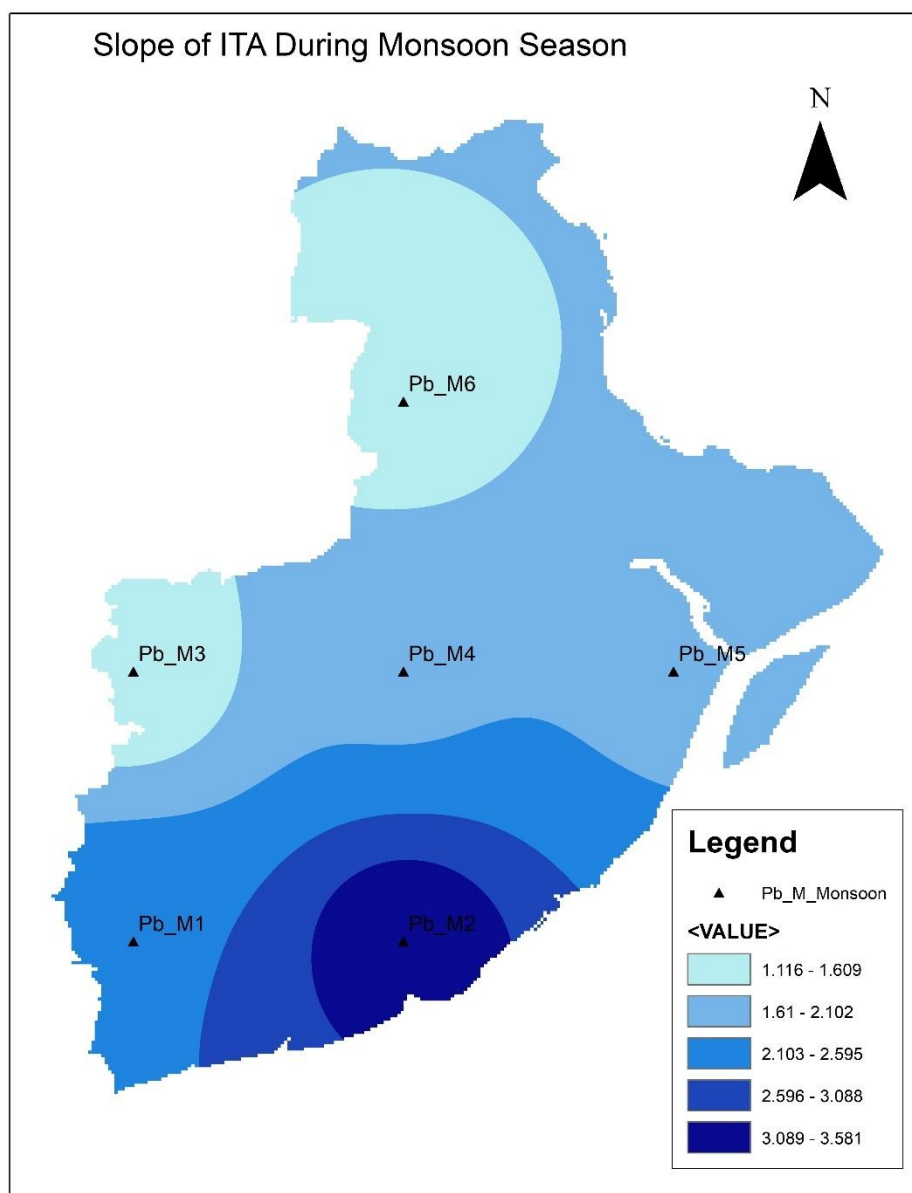 Slope of ITA During Monsoon Season
N
Pb_M6
Pb_M3
Pb_M4
Pb_M5
Pb_M1
Pb_M2
Legend
Pb_M_Monsoon
<VALUE>
1.116 - 1.609
1.61 - 2.102
2.103 - 2.595
2.596 - 3.088
3.089 - 3.581